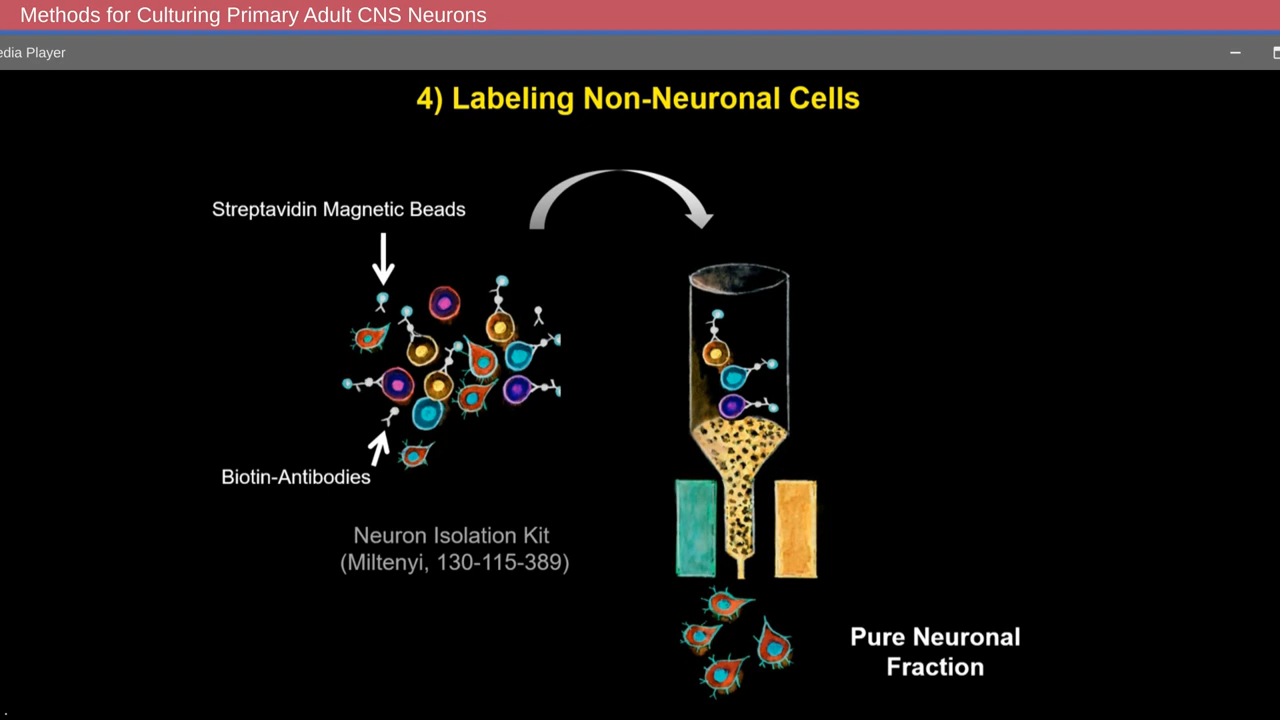 Methods for Culturing Primary Adult CNS Neurons
edia Player
4) Labeling Non-Neuronal Cells
Streptavidin Magnetic Beads
Biotin-Antibodies
Neuron Isolation Kit
(Miltenyi, 130-115-389)
Pure Neuronal
Fraction